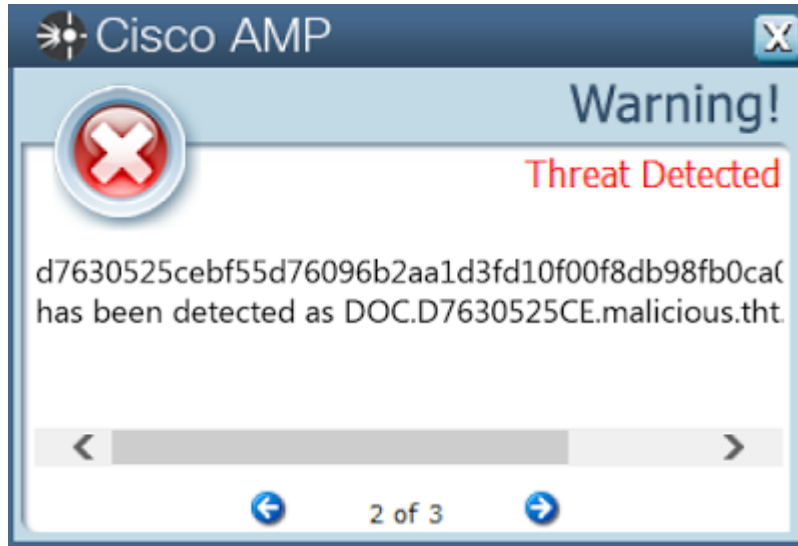 Cisco AMP
X
Warning!
Threat Detected
d7630525cebf55d76096b2aa1d3fd10f00f8db98fb0ca
has been detected as DOC.D7630525CE.malicious.tht.
2 of 3